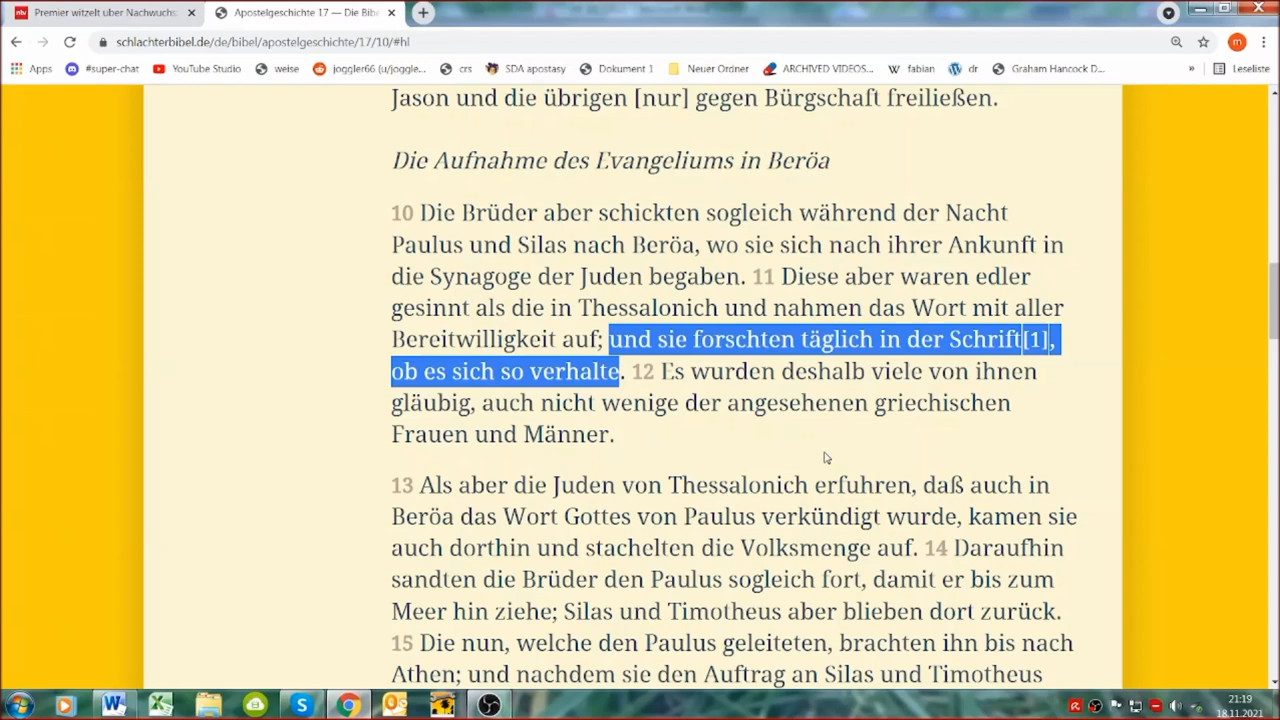 Premier witzelt über Nachwuchs:
Apostelgeschichte 17 — Die Bibe
schlachterbibel.de/de/bibel/apostelgeschichte/17/10/#hl
m
Apps #super-chat YouTube Studio weise joggler66 (u/joggle... crs SDA apostasy Dokument 1 Neuer Ordner ARCHIVED VIDEOS... fabian dr Graham Hancock D... » Leseliste
Jason und die übrigen [nur] gegen Bürgschaft freiließen.
Die Aufnahme des Evangeliums in Beröa
10 Die Brüder aber schickten sogleich während der Nacht
Paulus und Silas nach Beröa, wo sie sich nach ihrer Ankunft in
die Synagoge der Juden begaben. 11 Diese aber waren edler
gesinnt als die in Thessalonich und nahmen das Wort mit aller
Bereitwilligkeit auf; und sie forschten täglich in der Schrift[1],
ob es sich so verhalte. 12 Es wurden deshalb viele von ihnen
gläubig, auch nicht wenige der angesehenen griechischen
Frauen und Männer.
13 Als aber die Juden von Thessalonich erfuhren, daß auch in
Beröa das Wort Gottes von Paulus verkündigt wurde, kamen sie
auch dorthin und stachelten die Volksmenge auf. 14 Daraufhin
sandten die Brüder den Paulus sogleich fort, damit er bis zum
Meer hin ziehe; Silas und Timotheus aber blieben dort zurück.
15 Die nun, welche den Paulus geleiteten, brachten ihn bis nach
Athen; und nachdem sie den Auftrag an Silas und Timotheus
21:19
18.11.2021